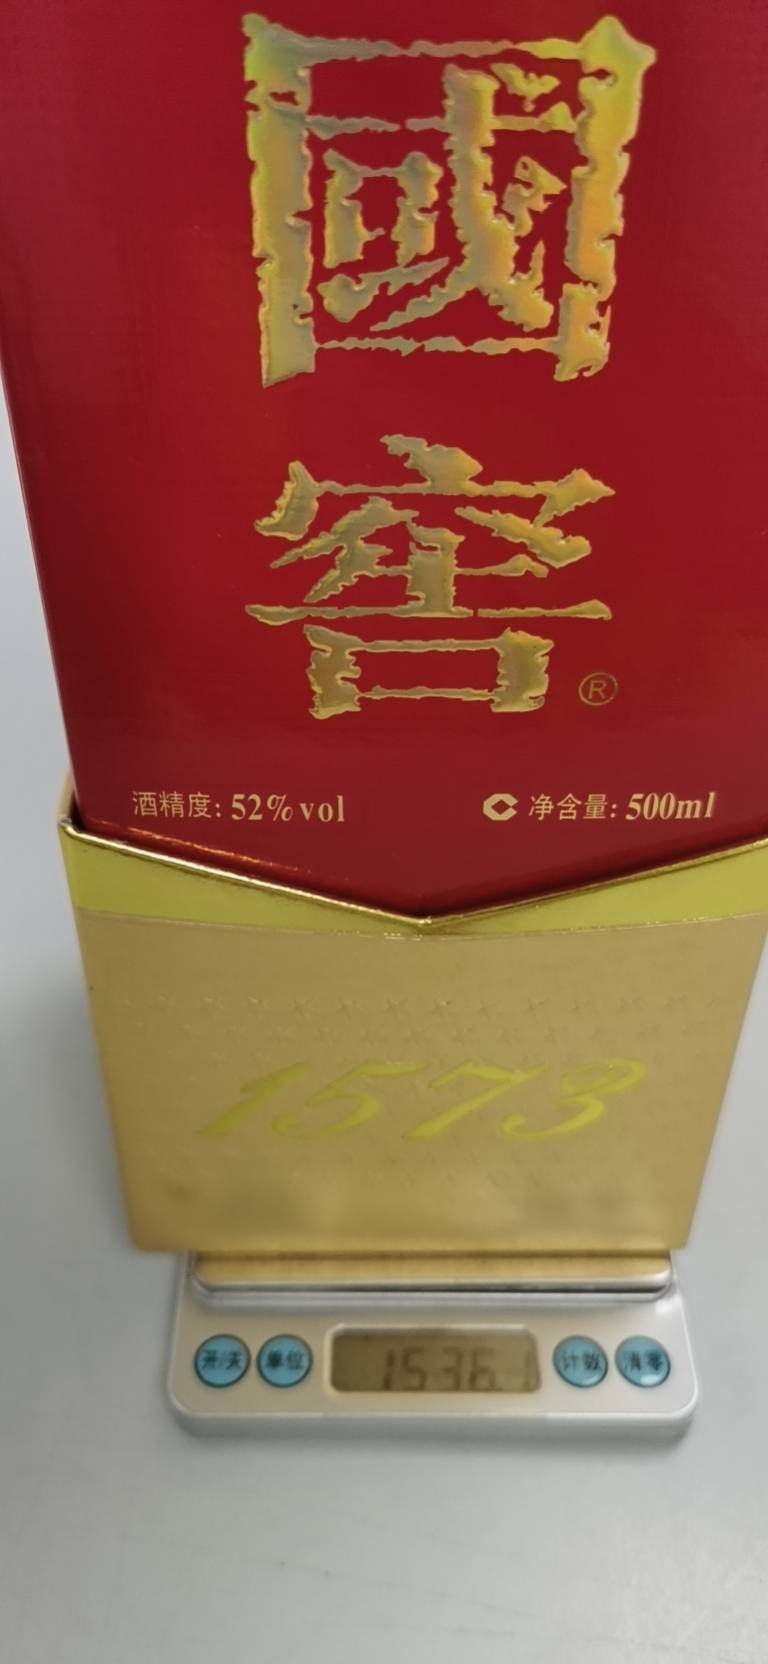 國
窖
®
酒精度: 52%vol 净含量: 500ml
1573
开/关 单位 1536.1 计数 清零